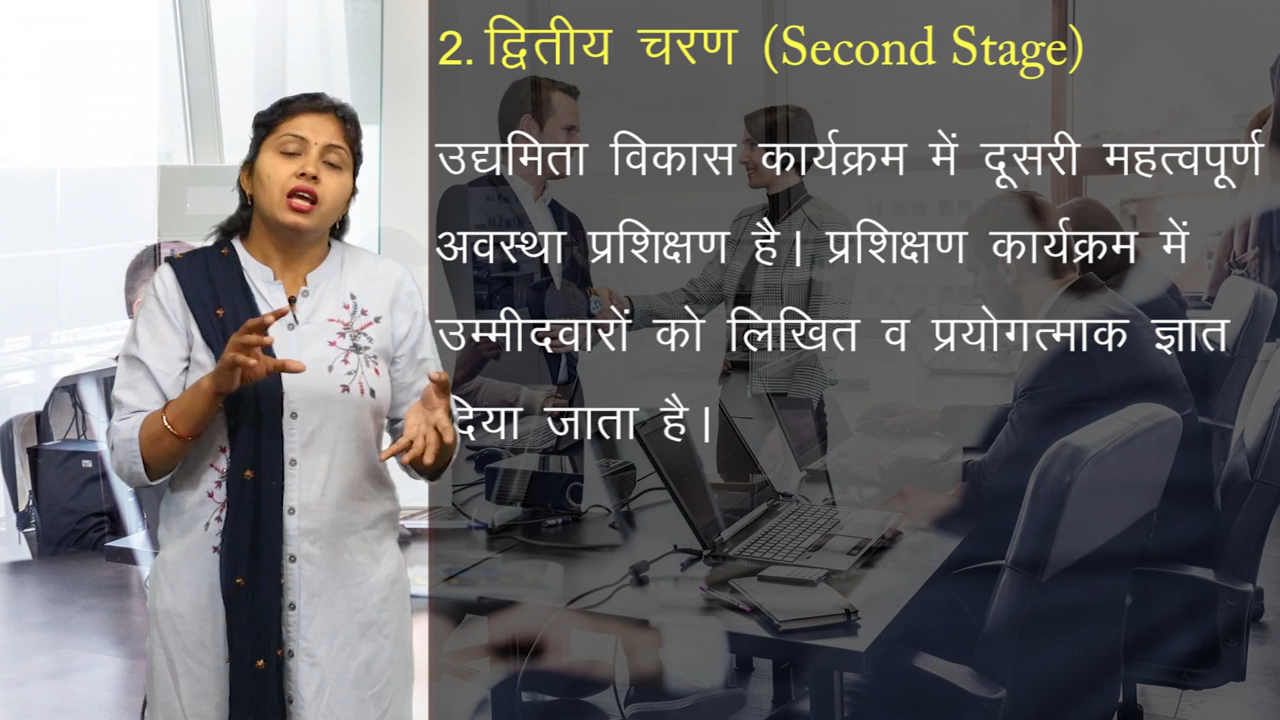 2. द्वितीय चरण (Second Stage)
उद्यमिता विकास कार्यक्रम में दूसरी महत्वपूर्ण
अवस्था प्रशिक्षण है। प्रशिक्षण कार्यक्रम में
उम्मीदवारों को लिखित व प्रयोगत्माक ज्ञात
दिया जाता है।